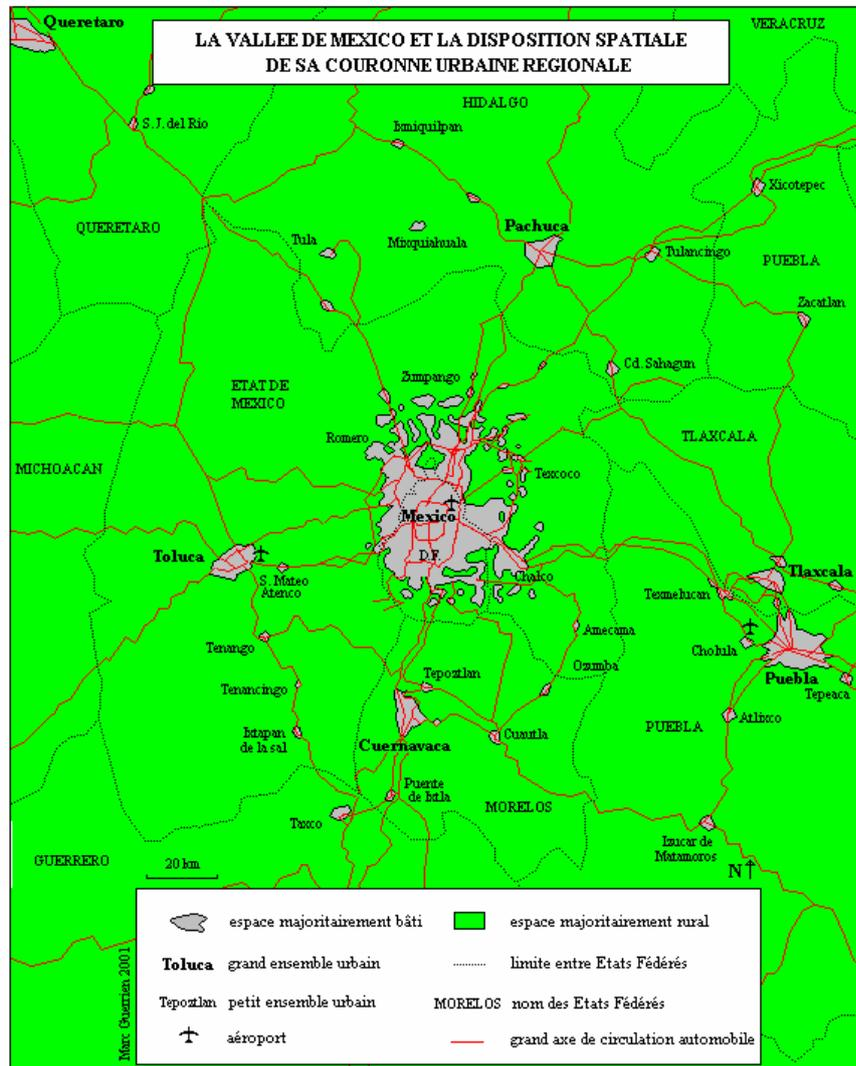 Queretaro
VERACRUZ
LA VALLEE DE MEXICO ET LA DISPOSITION SPATIALE
DE SA COURONNE URBAINE REGIONALE
HIDALGO
S.J. del Rio
Ixmiquilpan
Xicotepec
QUERETARO
Pachuca
Tula
Mixquiahuala
Tulancingo
PUEBLA
Zacatlan
Cd. Sahagun
Zumpango
ETAT DE
MEXICO
Romero
TLAXCALA
MICHOACAN
Texcoco
Mexico
D.F.
Toluca
S. Mateo
Atenco
Chalco
Tlaxcala
Texmelucan
Amecama
Tenango
Cholula
Ozumba
Tepoztlan
Puebla
Tenancingo
Tepeaca
Ixtapan
de la sal
Cuernavaca
Cuautla
PUEBLA
Atlixco
Puente
de Ixtla
MORELOS
Taxco
Izucar de
Matamoros
GUERRERO
20 km
N
espace majoritairement bâti
espace majoritairement rural
Toluca grand ensemble urbain
limite entre Etats Fédérés
Tepoztlan petit ensemble urbain
MORELOS nom des Etats Fédérés
aéroport
grand axe de circulation automobile
Marc Guerrien 2001